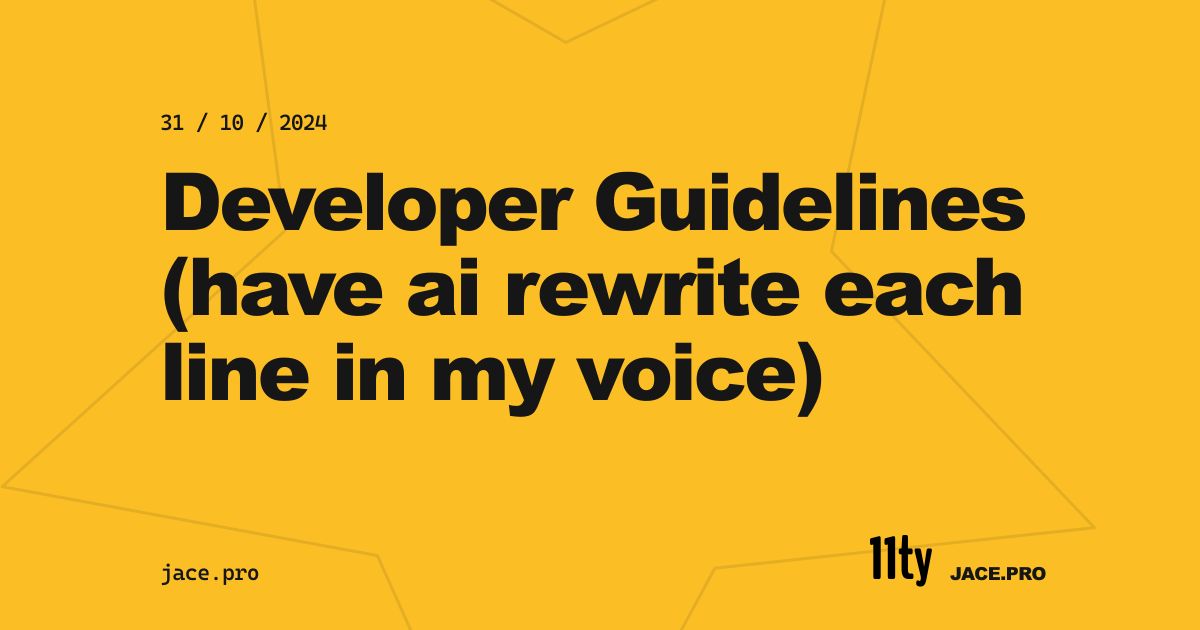 31 / 10 / 2024
Developer Guidelines
(have ai rewrite each
line in my voice)
jace.pro
11ty
JACE.PRO